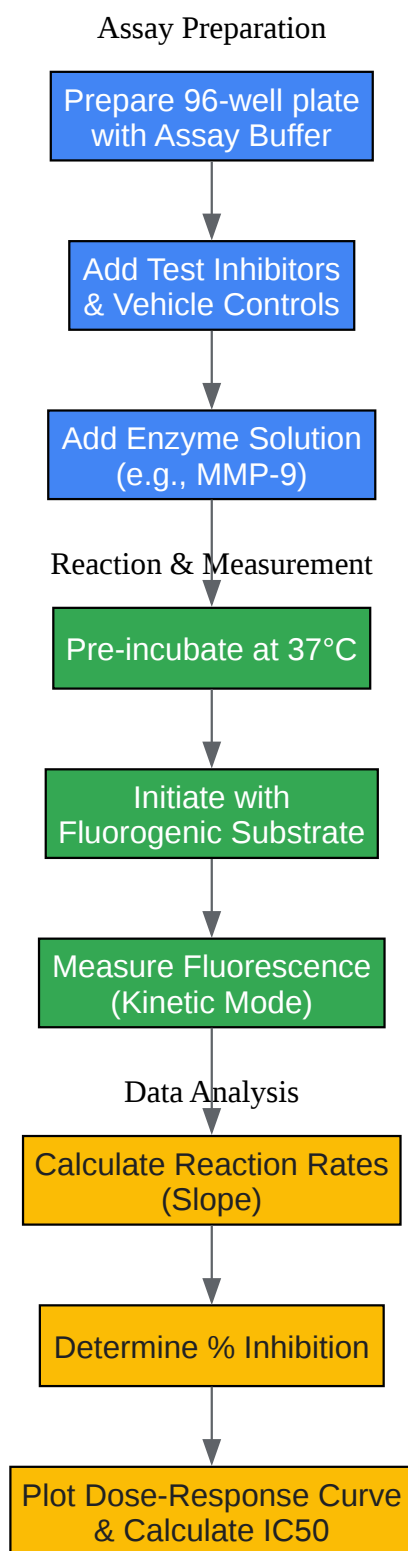 Assay Preparation
Prepare 96-well plate
with Assay Buffer
Add Test Inhibitors
& Vehicle Controls
Add Enzyme Solution
(e.g., MMP-9)
Reaction & Measurement
Pre-incubate at 37°C
Initiate with
Fluorogenic Substrate
Measure Fluorescence
(Kinetic Mode)
Data Analysis
Calculate Reaction Rates
(Slope)
Determine % Inhibition
Plot Dose-Response Curve
& Calculate IC50